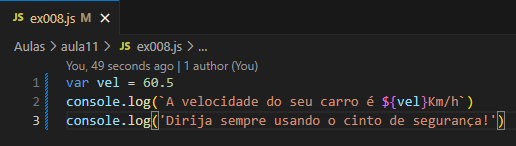 JS ex008.js M ×
Aulas > aula11 > JS ex008.js > ...
You, 49 seconds ago | 1 author (You)
1 var vel = 60.5
2 console.log(`A velocidade do seu carro é ${vel}Km/h`)
3 console.log('Dirija sempre usando o cinto de segurança!')